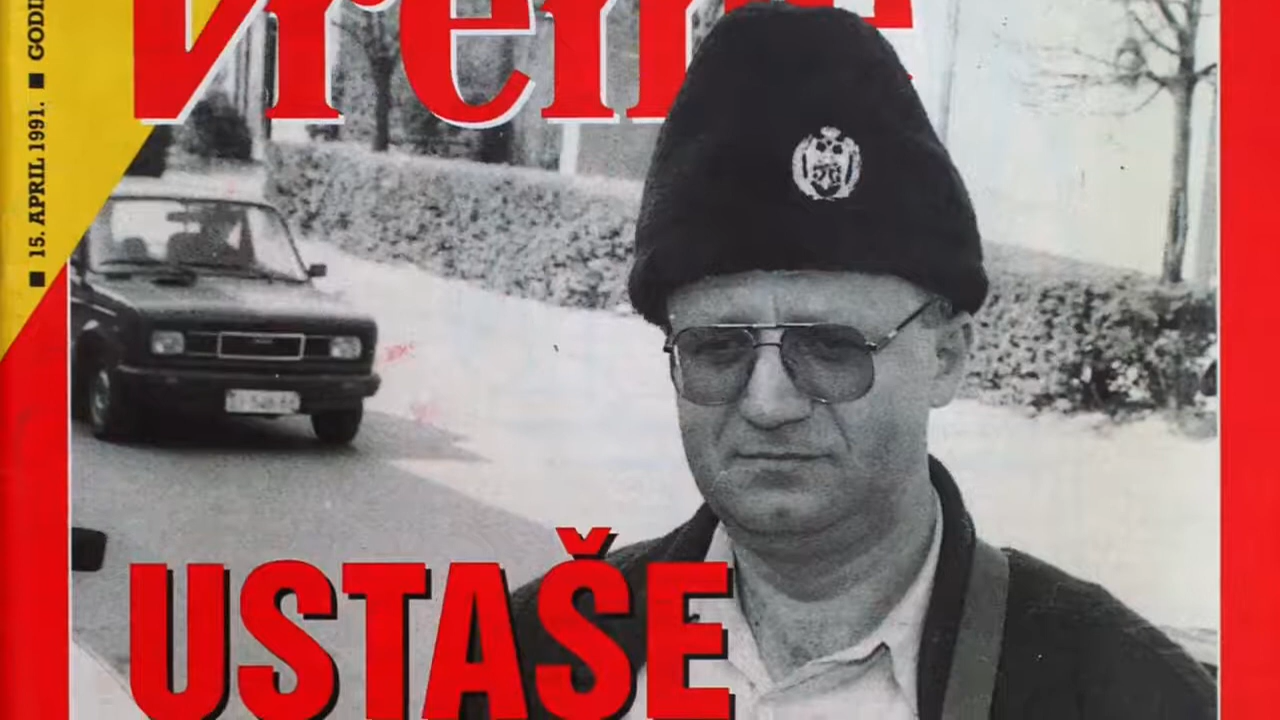 ■ 15. APRIL 1991. ■ GODI
vreme
USTAŠE